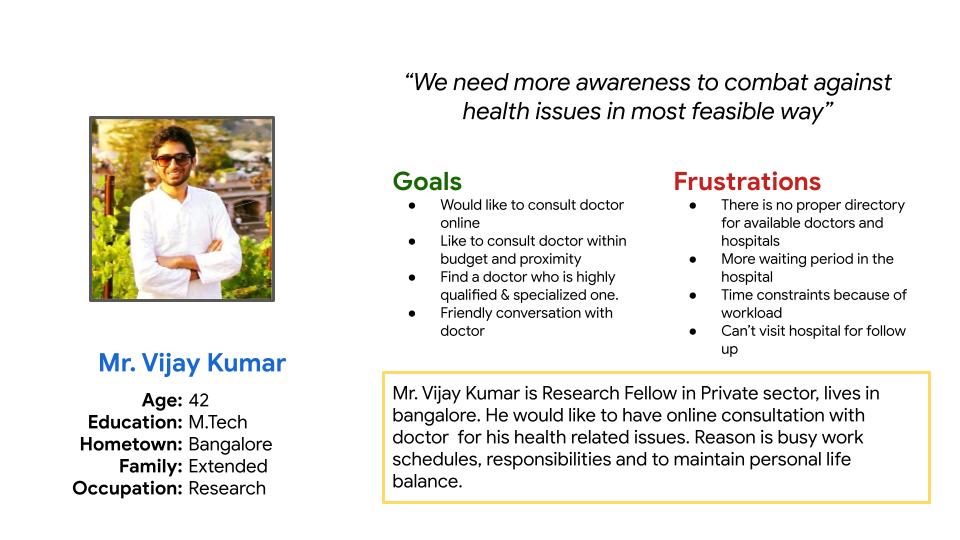 “We need more awareness to combat against
health issues in most feasible way”
Goals
● Would like to consult doctor
online
● Like to consult doctor within
budget and proximity
● Find a doctor who is highly
qualified & specialized one.
● Friendly conversation with
doctor
Frustrations
● There is no proper directory
for available doctors and
hospitals
● More waiting period in the
hospital
● Time constraints because of
workload
● Can’t visit hospital for follow
up
Mr. Vijay Kumar
Age: 42
Education: M.Tech
Hometown: Bangalore
Family: Extended
Occupation: Research
Mr. Vijay Kumar is Research Fellow in Private sector, lives in
bangalore. He would like to have online consultation with
doctor  for his health related issues. Reason is busy work
schedules, responsibilities and to maintain personal life
balance.